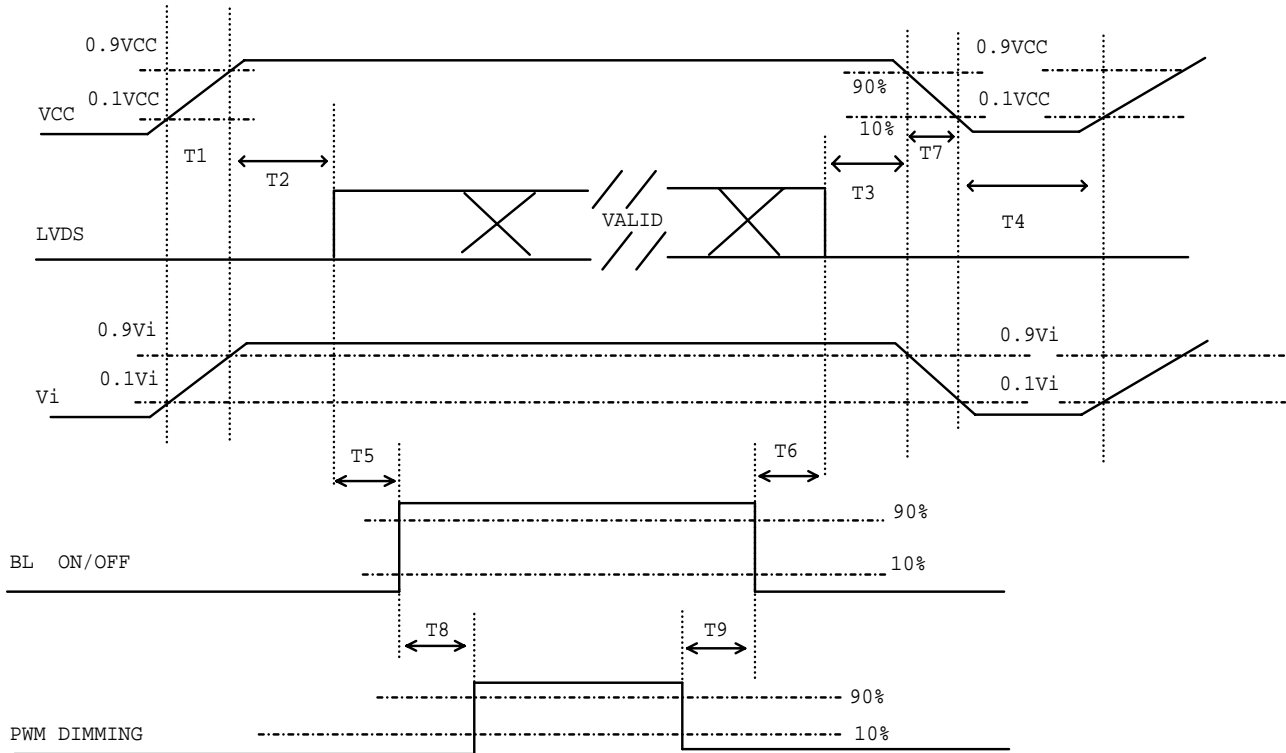 0.9VCC
0.9VCC
90%
0.1VCC
0.1VCC
VCC
10%
T1
T2
T3
T7
T4
VALID
LVDS
0.9Vi
0.9Vi
0.1Vi
0.1Vi
Vi
T5
T6
90%
BL ON/OFF
10%
T8
T9
90%
PWM DIMMING
10%